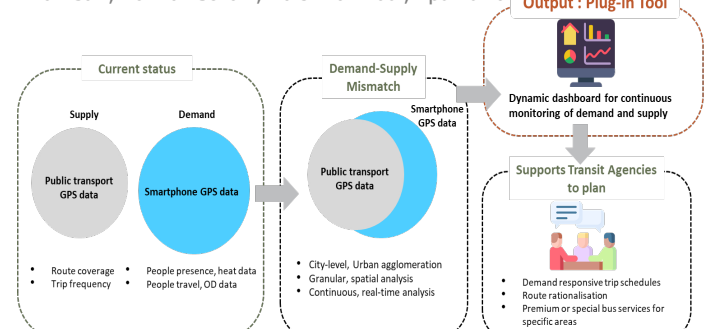 Output : Plug-in Tool
Current status
Supply
Demand
Public transport
GPS data
Smartphone GPS data
• Route coverage
• Trip frequency
• People presence, heat data
• People travel, OD data
Demand-Supply
Mismatch
Smartphone
GPS data
Public transport
GPS data
• City-level, Urban agglomeration
• Granular, spatial analysis
• Continuous, real-time analysis
Dynamic dashboard for continuous
monitoring of demand and supply
Supports Transit Agencies
to plan
• Demand responsive trip schedules
• Route rationalisation
• Premium or special bus services for
specific areas